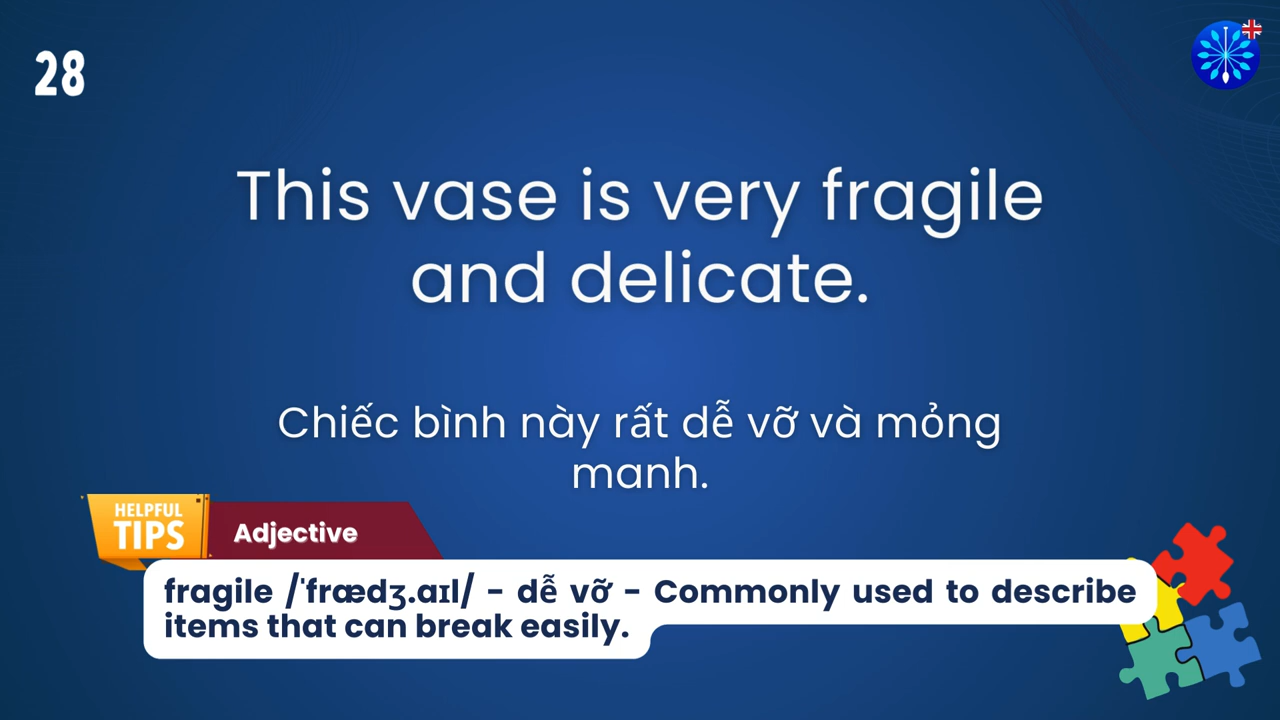 28
This vase is very fragile
and delicate.
Chiếc bình này rất dễ vỡ và mỏng
manh.
HELPFUL
TIPS
Adjective
fragile /ˈfrædʒ.aɪl/ - dễ vỡ - Commonly used to describe
items that can break easily.